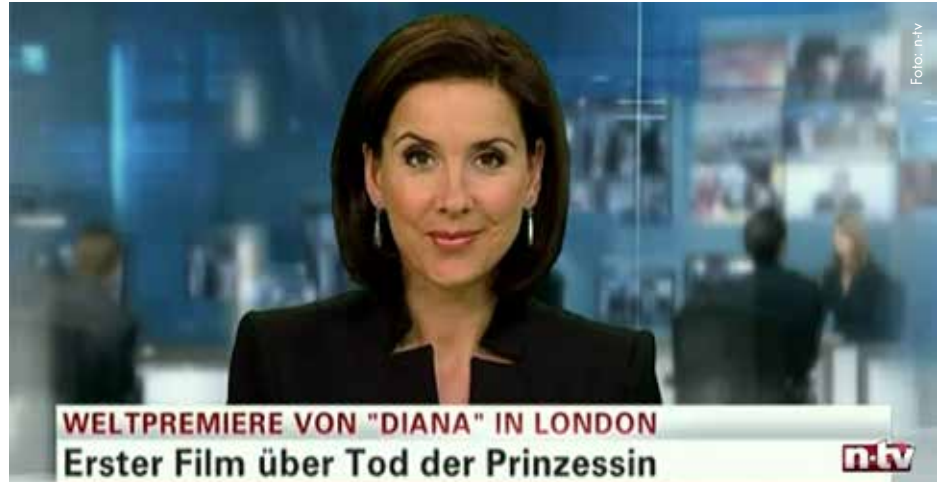 Foto: n-tv
WELTPREMIERE VON "DIANA" IN LONDON
Erster Film über Tod der Prinzessin
n-tv